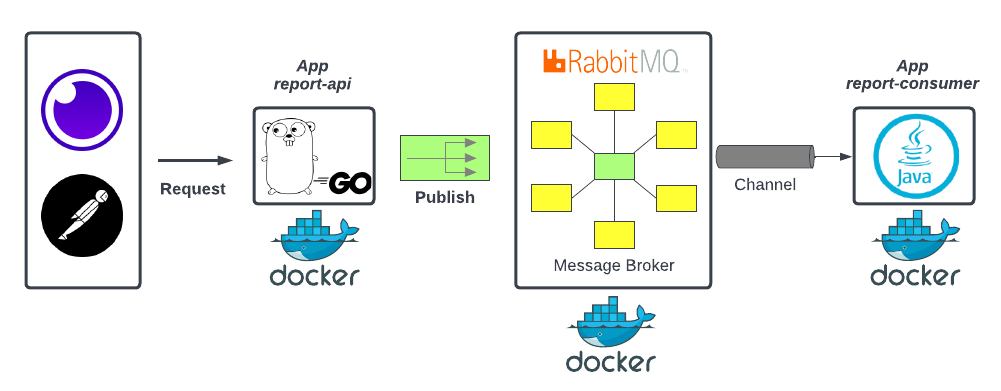 Request
App
report-api
GO
docker
Publish
RabbitMQ
Message Broker
docker
Channel
App
report-consumer
Java
docker